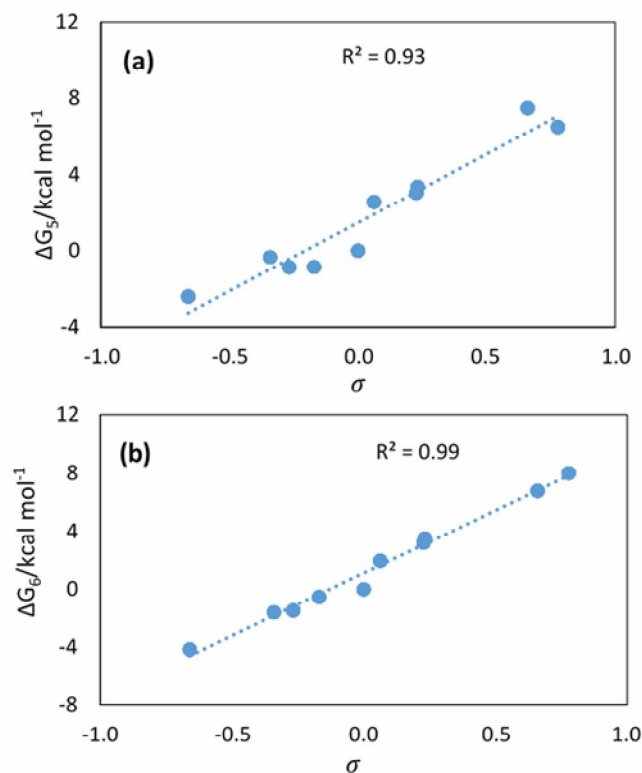 12
(a)
R² = 0.93
8
ΔG₅/kcal mol⁻¹
4
0
-4
-1.0 -0.5 0.0 0.5 1.0
σ
12
(b)
R² = 0.99
8
ΔG₆/kcal mol⁻¹
4
0
-4
-8
-1.0 -0.5 0.0 0.5 1.0
σ